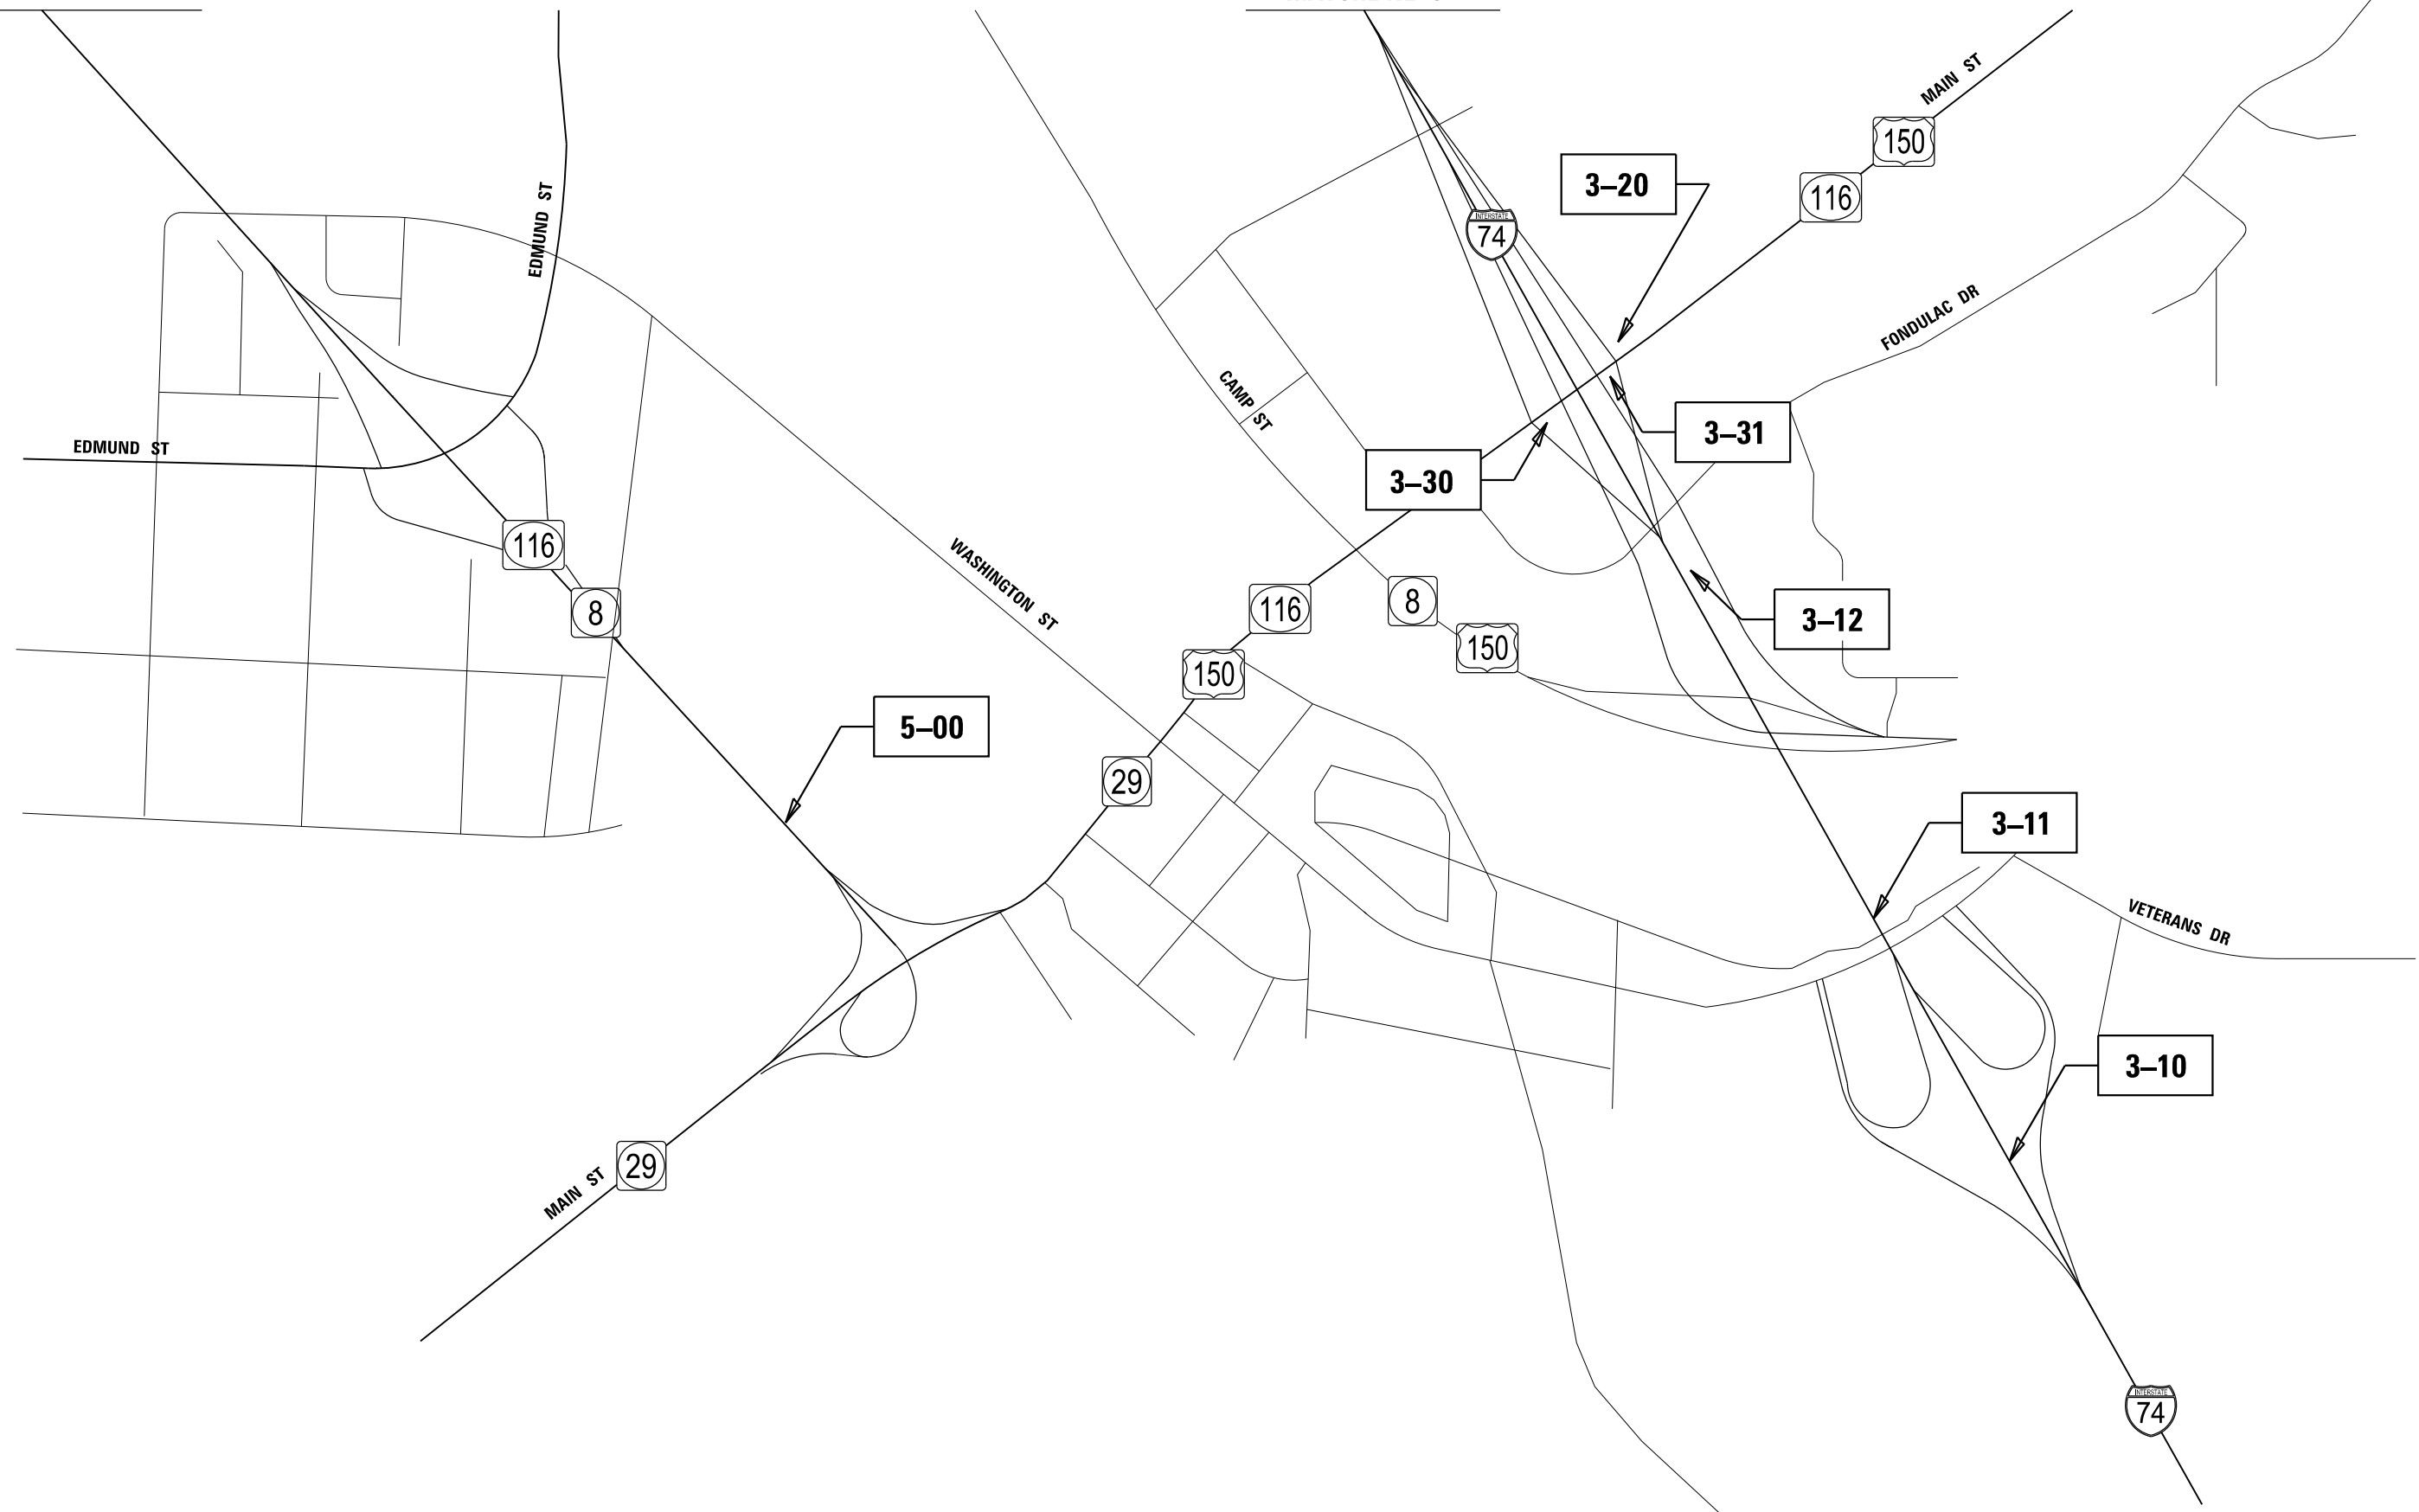 MAIN ST
150
3–20
116
INTERSTATE
74
EDMUND ST
FONDULAC DR
CAMP ST
3–31
EDMUND ST
3–30
116
WASHINGTON ST
8
116
8
3–12
150
150
5–00
29
3–11
VETERANS DR
3–10
29
MAIN ST
INTERSTATE
74